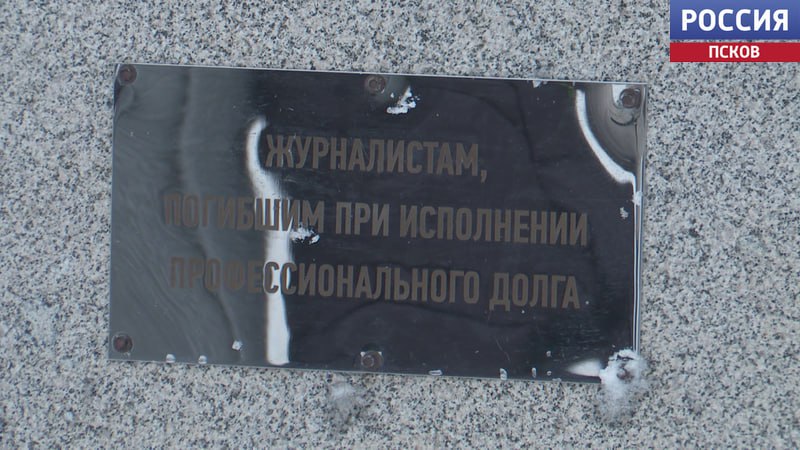 РОССИЯ
ПСКОВ
ЖУРНАЛИСТАМ,
ПОГИБШИМ ПРИ ИСПОЛНЕНИИ
ПРОФЕССИОНАЛЬНОГО ДОЛГА